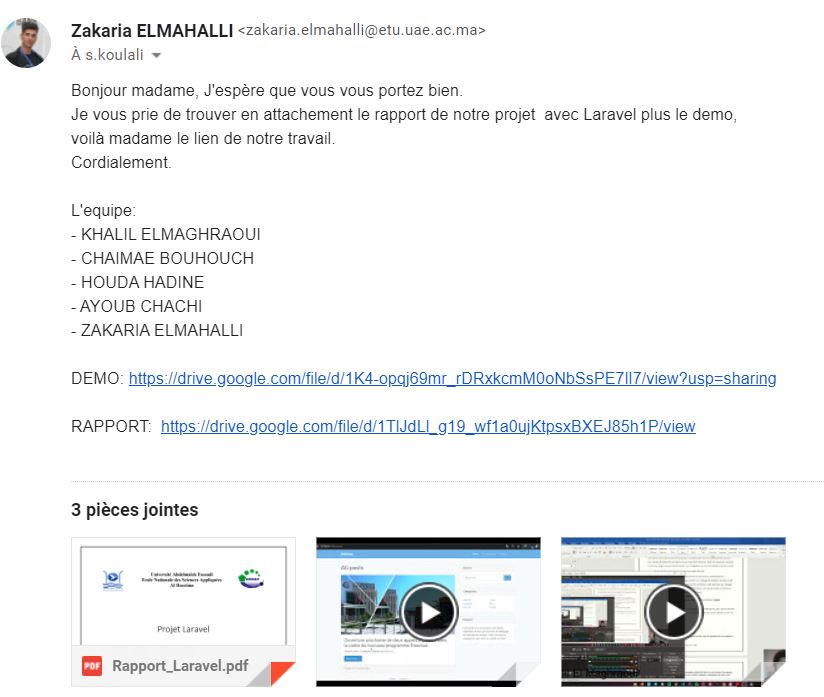 Zakaria ELMAHALLI <zakaria.elmahalli@etu.uae.ac.ma>
À s.koulali
Bonjour madame, J'espère que vous vous portez bien.
Je vous prie de trouver en attachement le rapport de notre projet  avec Laravel plus le demo,
voilà madame le lien de notre travail.
Cordialement.
L'equipe:
- KHALIL ELMAGHRAOUI
- CHAIMAE BOUHOUCH
- HOUDA HADINE
- AYOUB CHACHI
- ZAKARIA ELMAHALLI
DEMO: https://drive.google.com/file/d/1K4-opqj69mr_rDRxkcmM0oNbSsPE7lI7/view?usp=sharing
RAPPORT:  https://drive.google.com/file/d/1TlJdLl_g19_wf1a0ujKtpsxBXEJ85h1P/view
3 pièces jointes
Université Abdelmalek Essaadi
Ecole Nationale des Sciences Appliquées
Al Hoceima
Projet Laravel
PDF Rapport_Laravel.pdf